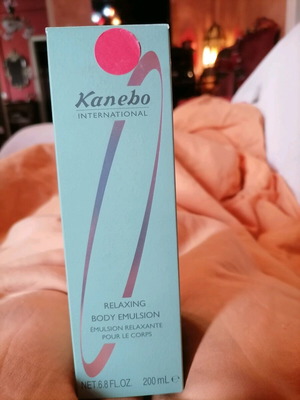 Kanebo
INTERNATIONAL
RELAXING
BODY EMULSION
ÉMULSION RELAXANTE
POUR LE CORPS
NET 6.8 FL.OZ. 200 mL e